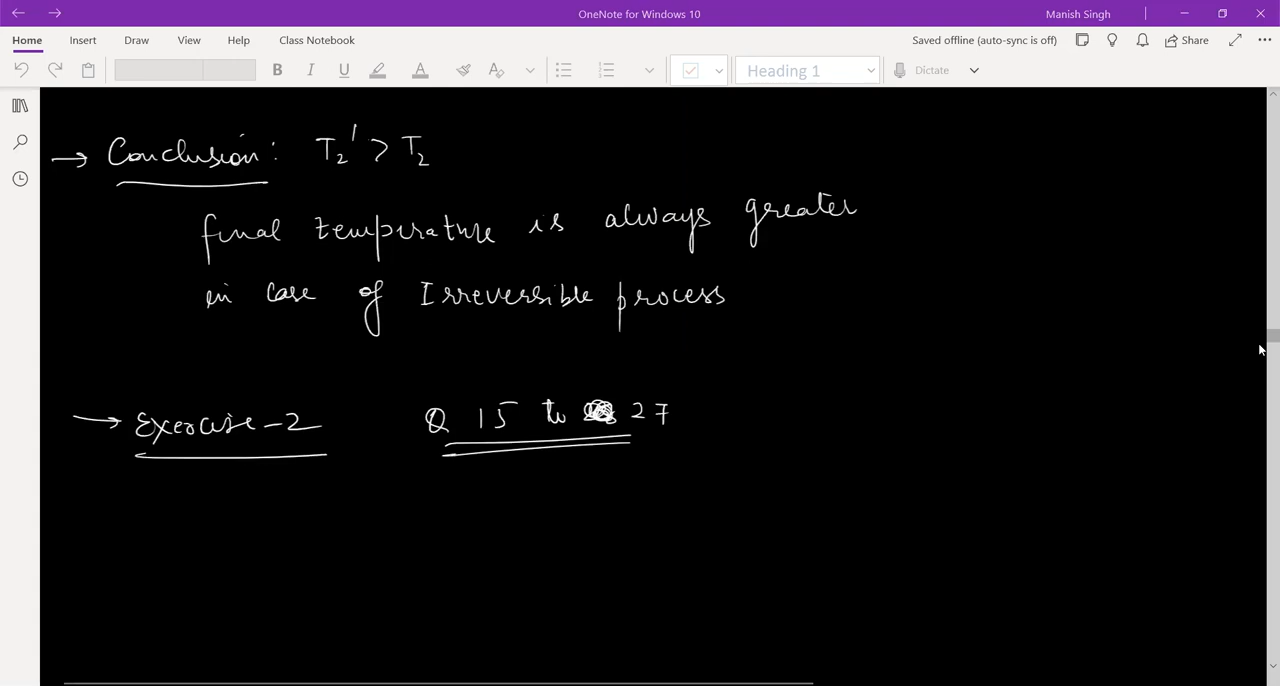 OneNote for Windows 10
Manish Singh
Home Insert Draw View Help Class Notebook
Saved offline (auto-sync is off) Share
B I U A Heading 1 Dictate
→ Conclusion: T₂' > T₂
final temperature is always greater
in case of Irreversible process
→ Exercise-2 Q 15 to 27